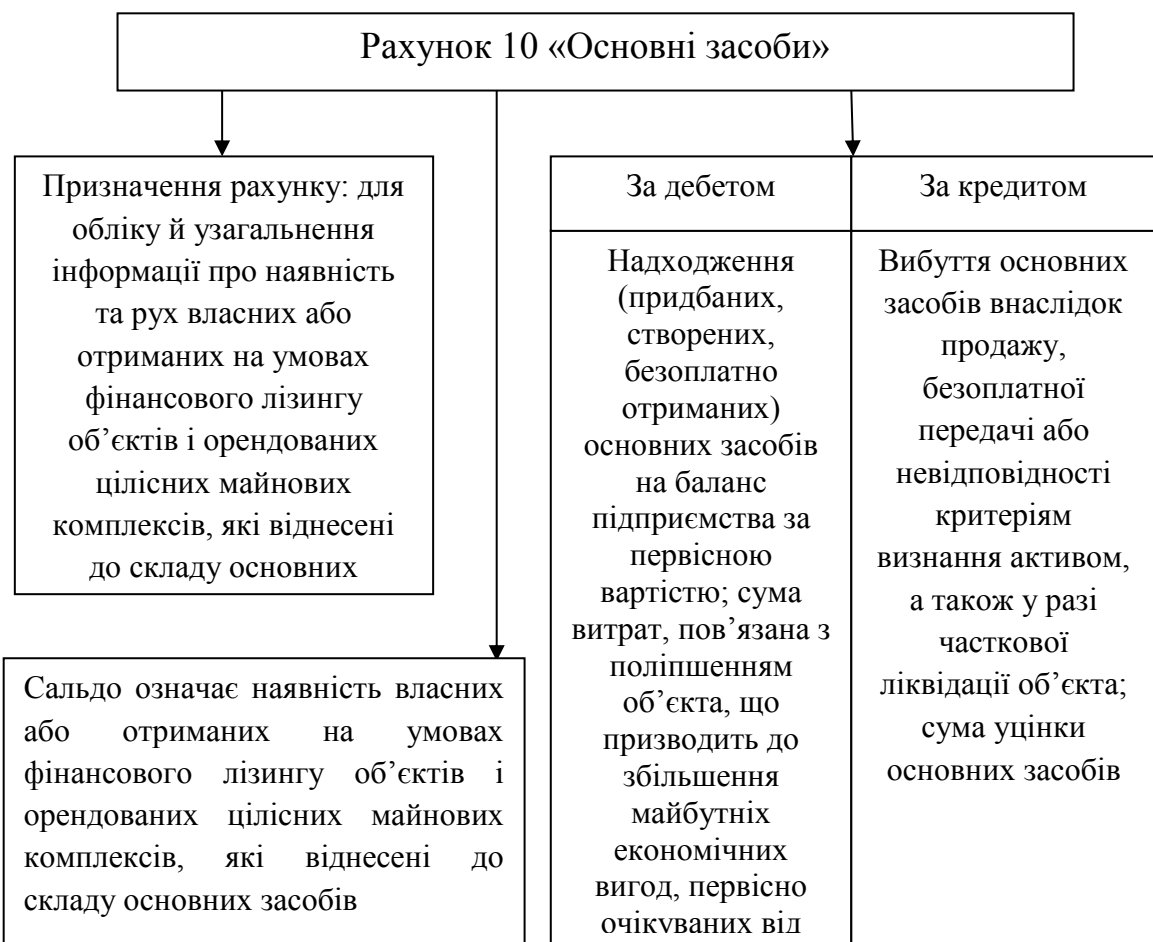 Рахунок 10 «Основні засоби»
Призначення рахунку: для
обліку й узагальнення
інформації про наявність
та рух власних або
отриманих на умовах
фінансового лізингу
об’єктів і орендованих
цілісних майнових
комплексів, які віднесені
до складу основних
Сальдо означає наявність власних
або отриманих на умовах
фінансового лізингу об’єктів і
орендованих цілісних майнових
комплексів, які віднесені до
складу основних засобів
За дебетом
Надходження
(придбаних,
створених,
безоплатно
отриманих)
основних засобів
на баланс
підприємства за
первісною
вартістю; сума
витрат, пов’язана з
поліпшенням
об’єкта, що
призводить до
збільшення
майбутніх
економічних
вигод, первісно
очікуваних від
За кредитом
Вибуття основних
засобів внаслідок
продажу,
безоплатної
передачі або
невідповідності
критеріям
визнання активом,
а також у разі
часткової
ліквідації об’єкта;
сума уцінки
основних засобів